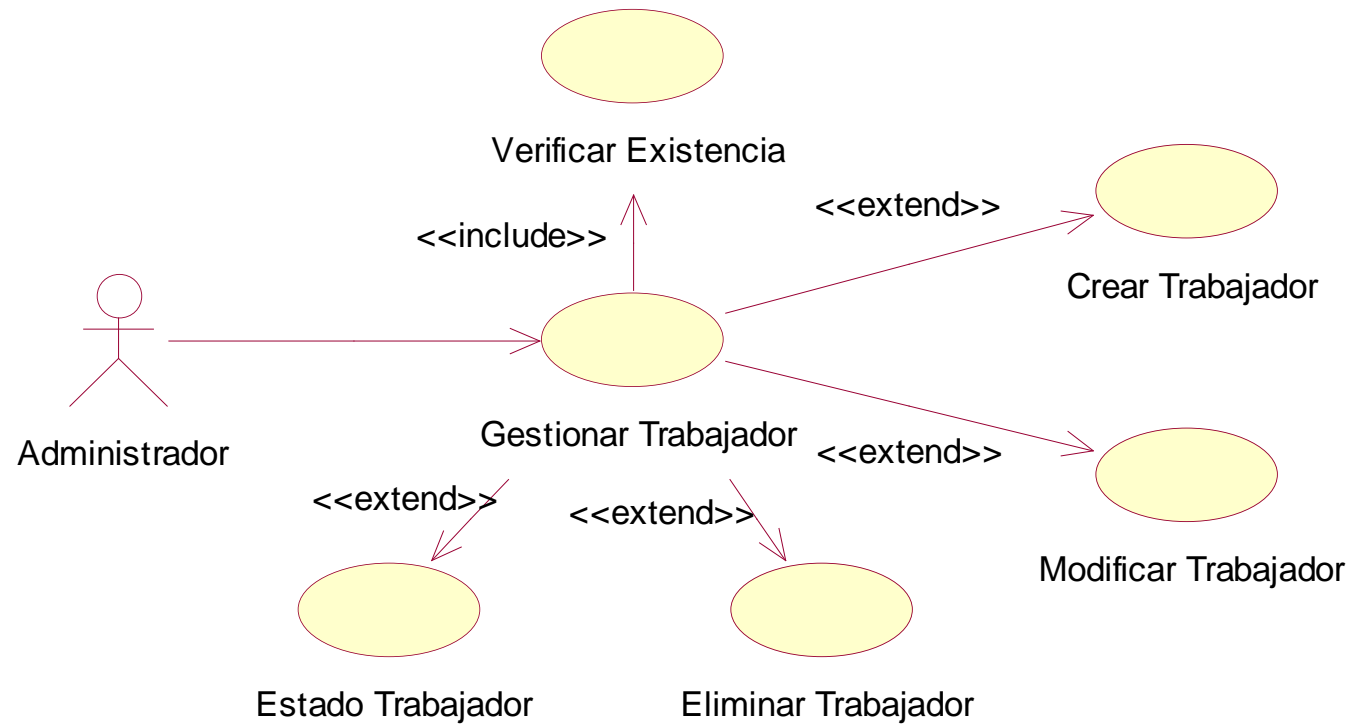 Verificar Existencia
<<extend>>
<<include>>
Crear Trabajador
Gestionar Trabajador
Administrador
<<extend>>
<<extend>>
<<extend>>
Modificar Trabajador
Estado Trabajador
Eliminar Trabajador